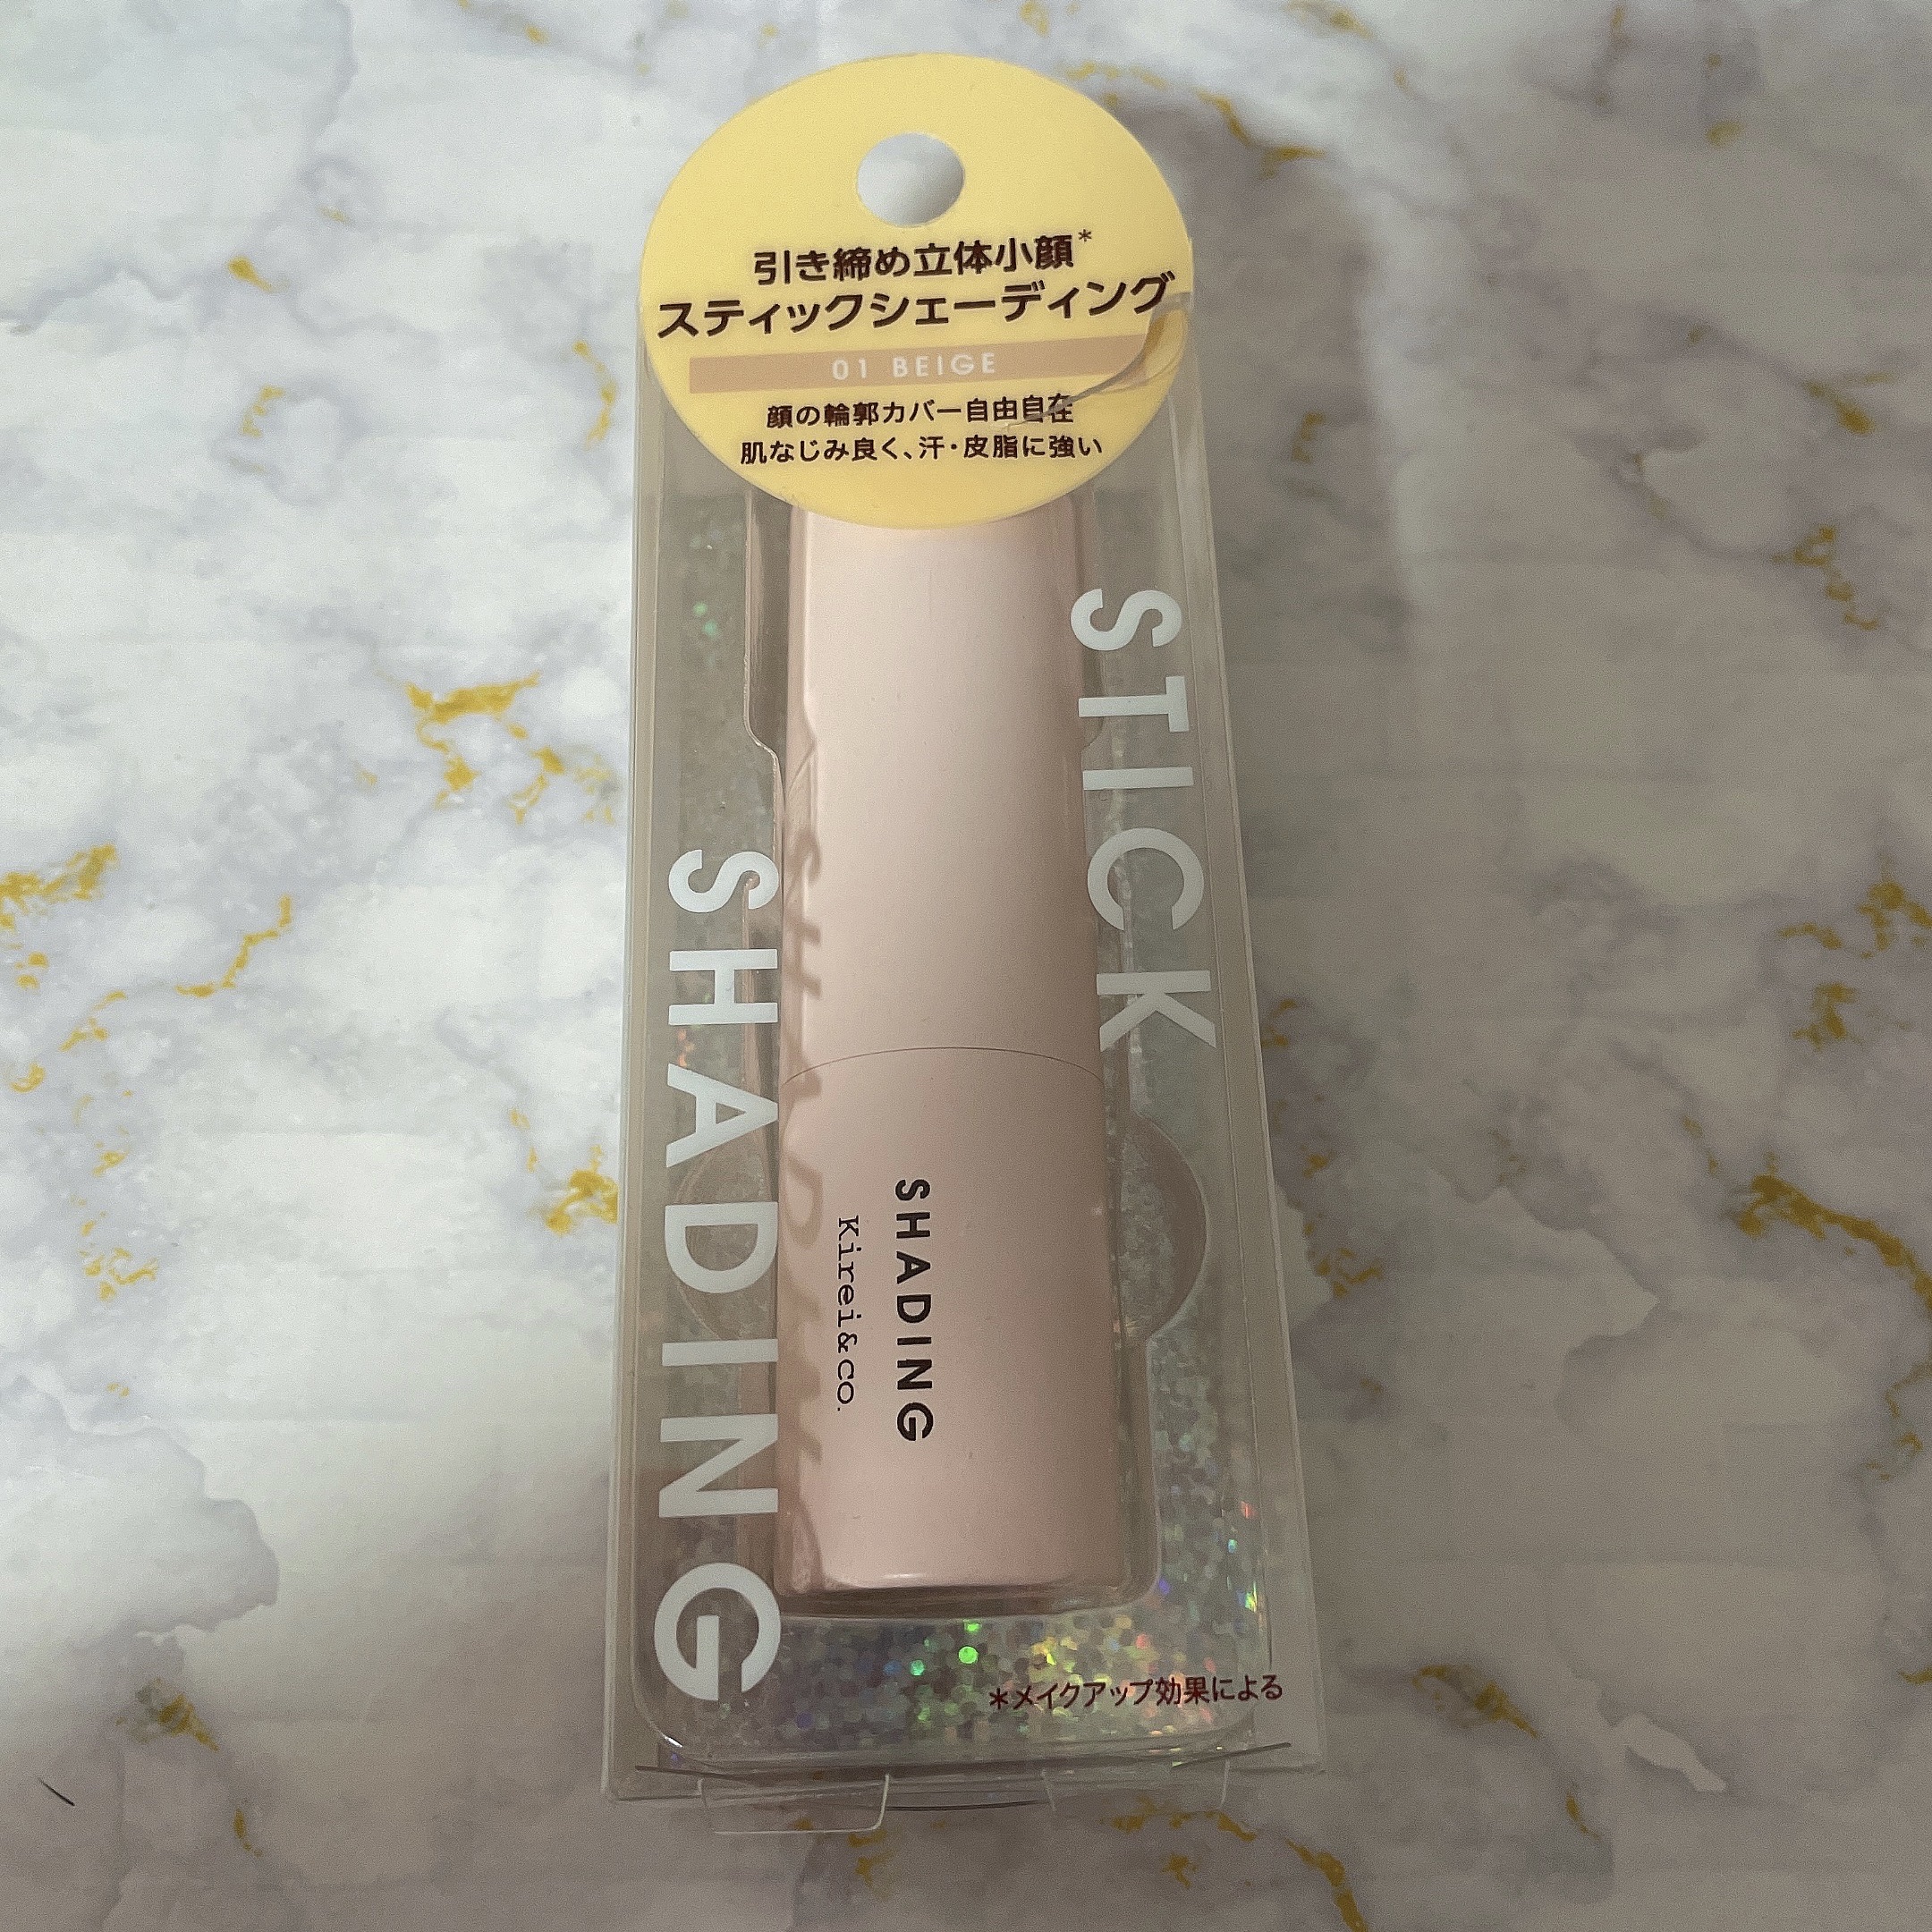 引き締め立体小顔*
スティックシェーディング
01 BEIGE
顔の輪郭カバー自由自在
肌なじみ良く、汗・皮脂に強い
STICK
SHADING
SHADING
Kirei&co.
*メイクアップ効果による